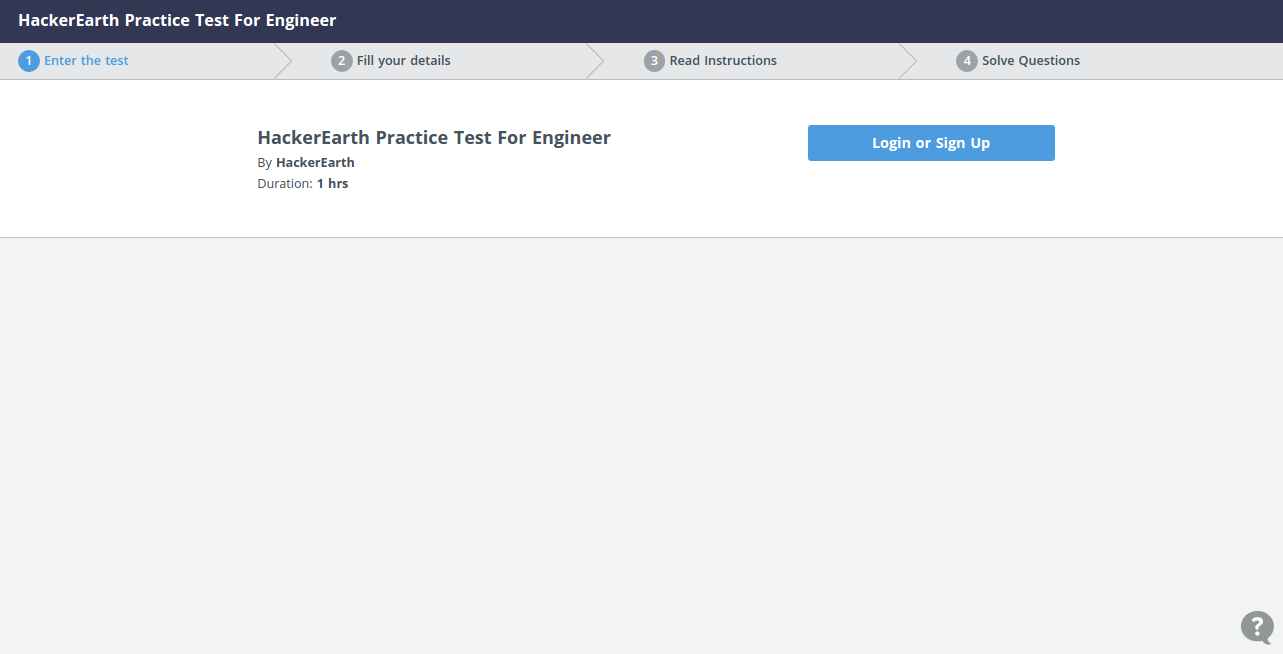 HackerEarth Practice Test For Engineer
1 Enter the test
2 Fill your details
3 Read Instructions
4 Solve Questions
HackerEarth Practice Test For Engineer
By HackerEarth
Duration: 1 hrs
Login or Sign Up
?